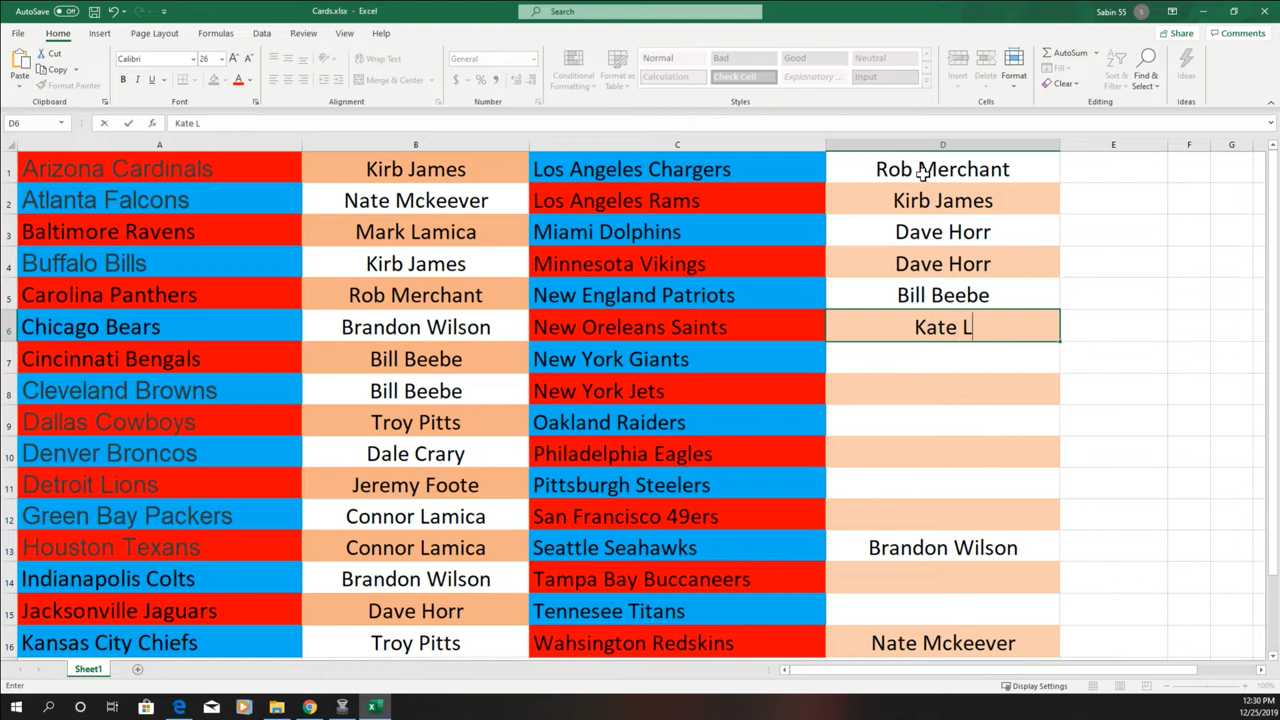 AutoSave Off Cards.xlsx - Excel Search Sabin 55 S
File Home Insert Page Layout Formulas Data Review View Help Share Comments
Paste Cut Copy Format Painter Clipboard
Calibri 26 B I U A Font
Wrap Text Merge & Center Alignment
General $ % Number
Conditional Formatting Format as Table Normal Bad Good Neutral Calculation Check Cell Explanatory ... Input Styles
Insert Delete Format Cells
AutoSum Fill Clear Sort & Filter Find & Select Editing
Ideas Ideas
D6 fx Kate L
A B C D E F G
1 Arizona Cardinals Kirb James Los Angeles Chargers Rob Merchant
2 Atlanta Falcons Nate Mckeever Los Angeles Rams Kirb James
3 Baltimore Ravens Mark Lamica Miami Dolphins Dave Horr
4 Buffalo Bills Kirb James Minnesota Vikings Dave Horr
5 Carolina Panthers Rob Merchant New England Patriots Bill Beebe
6 Chicago Bears Brandon Wilson New Oreleans Saints Kate L
7 Cincinnati Bengals Bill Beebe New York Giants
8 Cleveland Browns Bill Beebe New York Jets
9 Dallas Cowboys Troy Pitts Oakland Raiders
10 Denver Broncos Dale Crary Philadelphia Eagles
11 Detroit Lions Jeremy Foote Pittsburgh Steelers
12 Green Bay Packers Connor Lamica San Francisco 49ers
13 Houston Texans Connor Lamica Seattle Seahawks Brandon Wilson
14 Indianapolis Colts Brandon Wilson Tampa Bay Buccaneers
15 Jacksonville Jaguars Dave Horr Tennesee Titans
16 Kansas City Chiefs Troy Pitts Wahsington Redskins Nate Mckeever
Sheet1
Enter Display Settings 100%
12:30 PM
12/25/2019